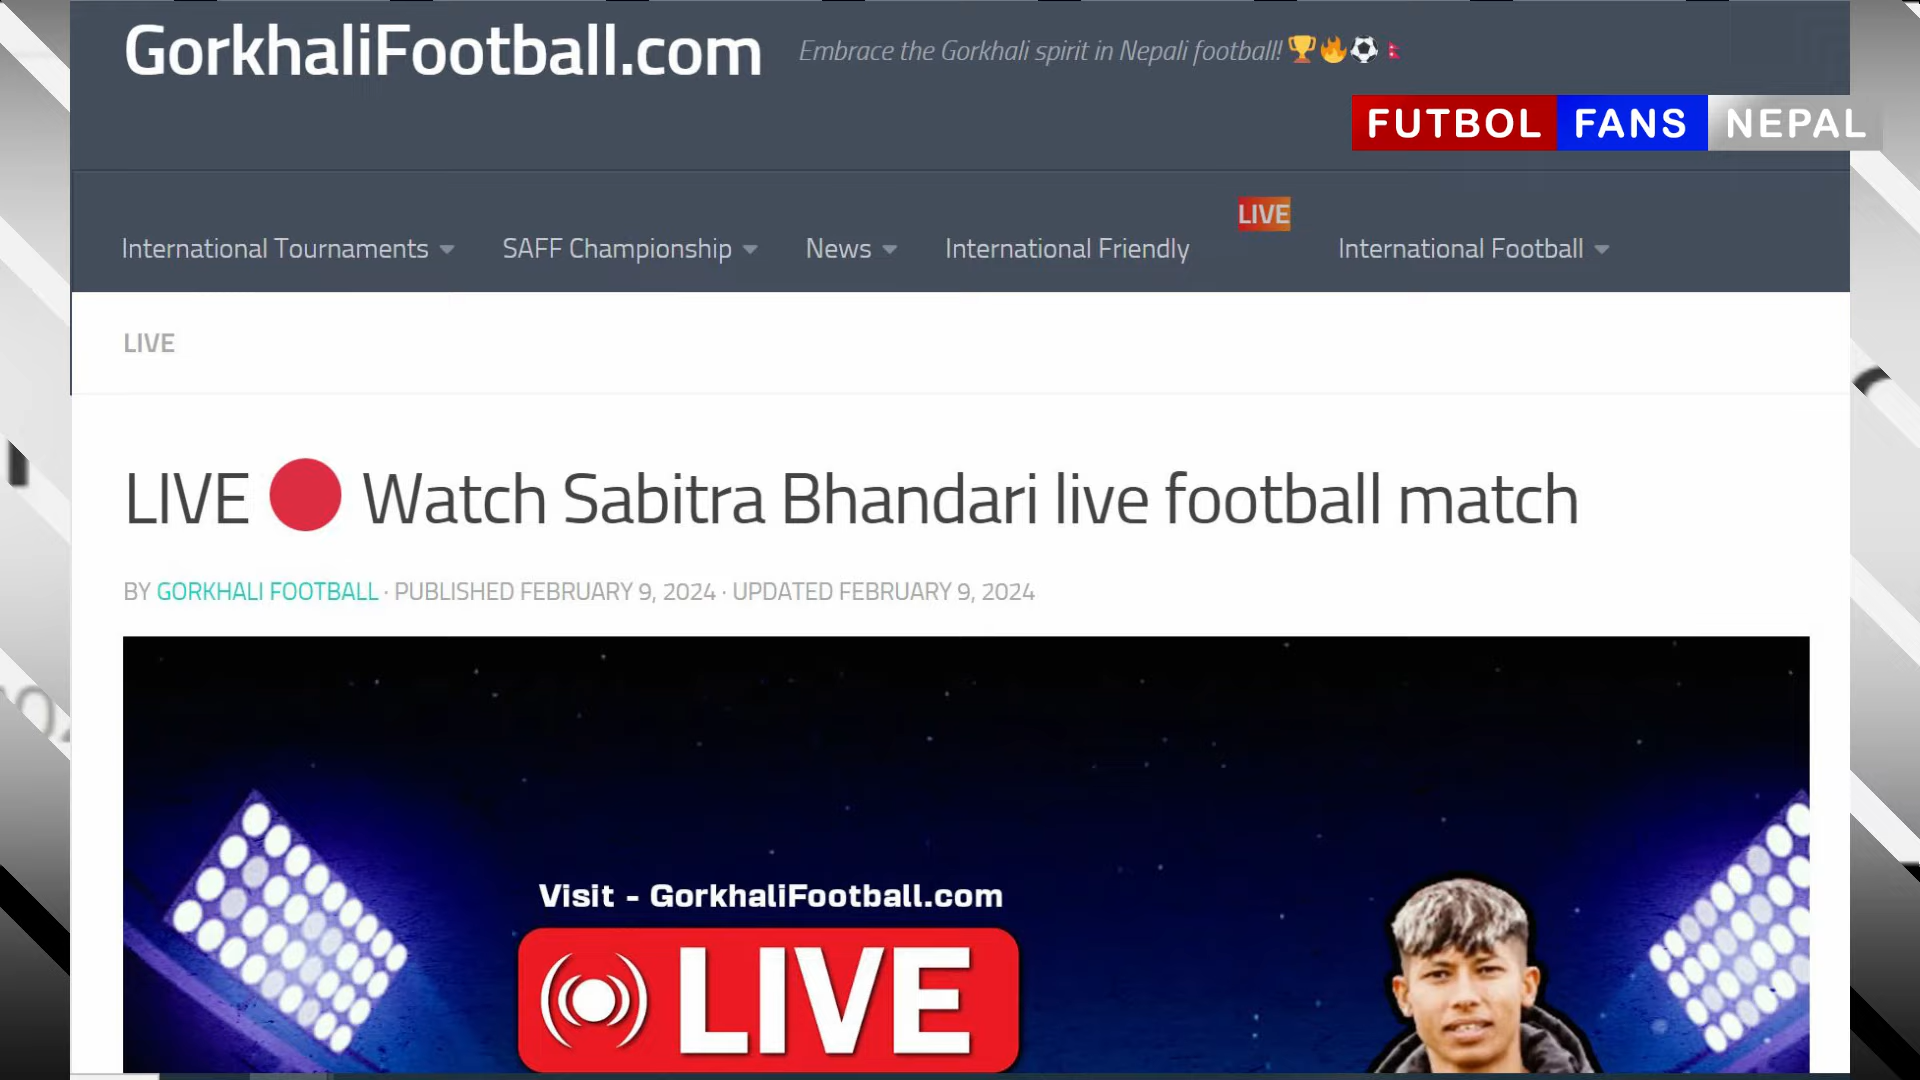 GorkhaliFootball.com
Embrace the Gorkhali spirit in Nepali football! 🏆🔥⚽🇳🇵
FUTBOL FANS NEPAL
LIVE
International Tournaments SAFF Championship News International Friendly International Football
LIVE
LIVE 🔴 Watch Sabitra Bhandari live football match
BY GORKHALI FOOTBALL · PUBLISHED FEBRUARY 9, 2024 · UPDATED FEBRUARY 9, 2024
Visit - GorkhaliFootball.com
LIVE